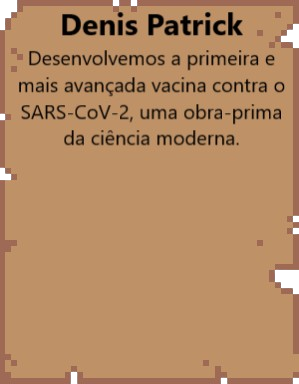 Denis Patrick
Desenvolvemos a primeira e
mais avançada vacina contra o
SARS-CoV-2, uma obra-prima
da ciência moderna.